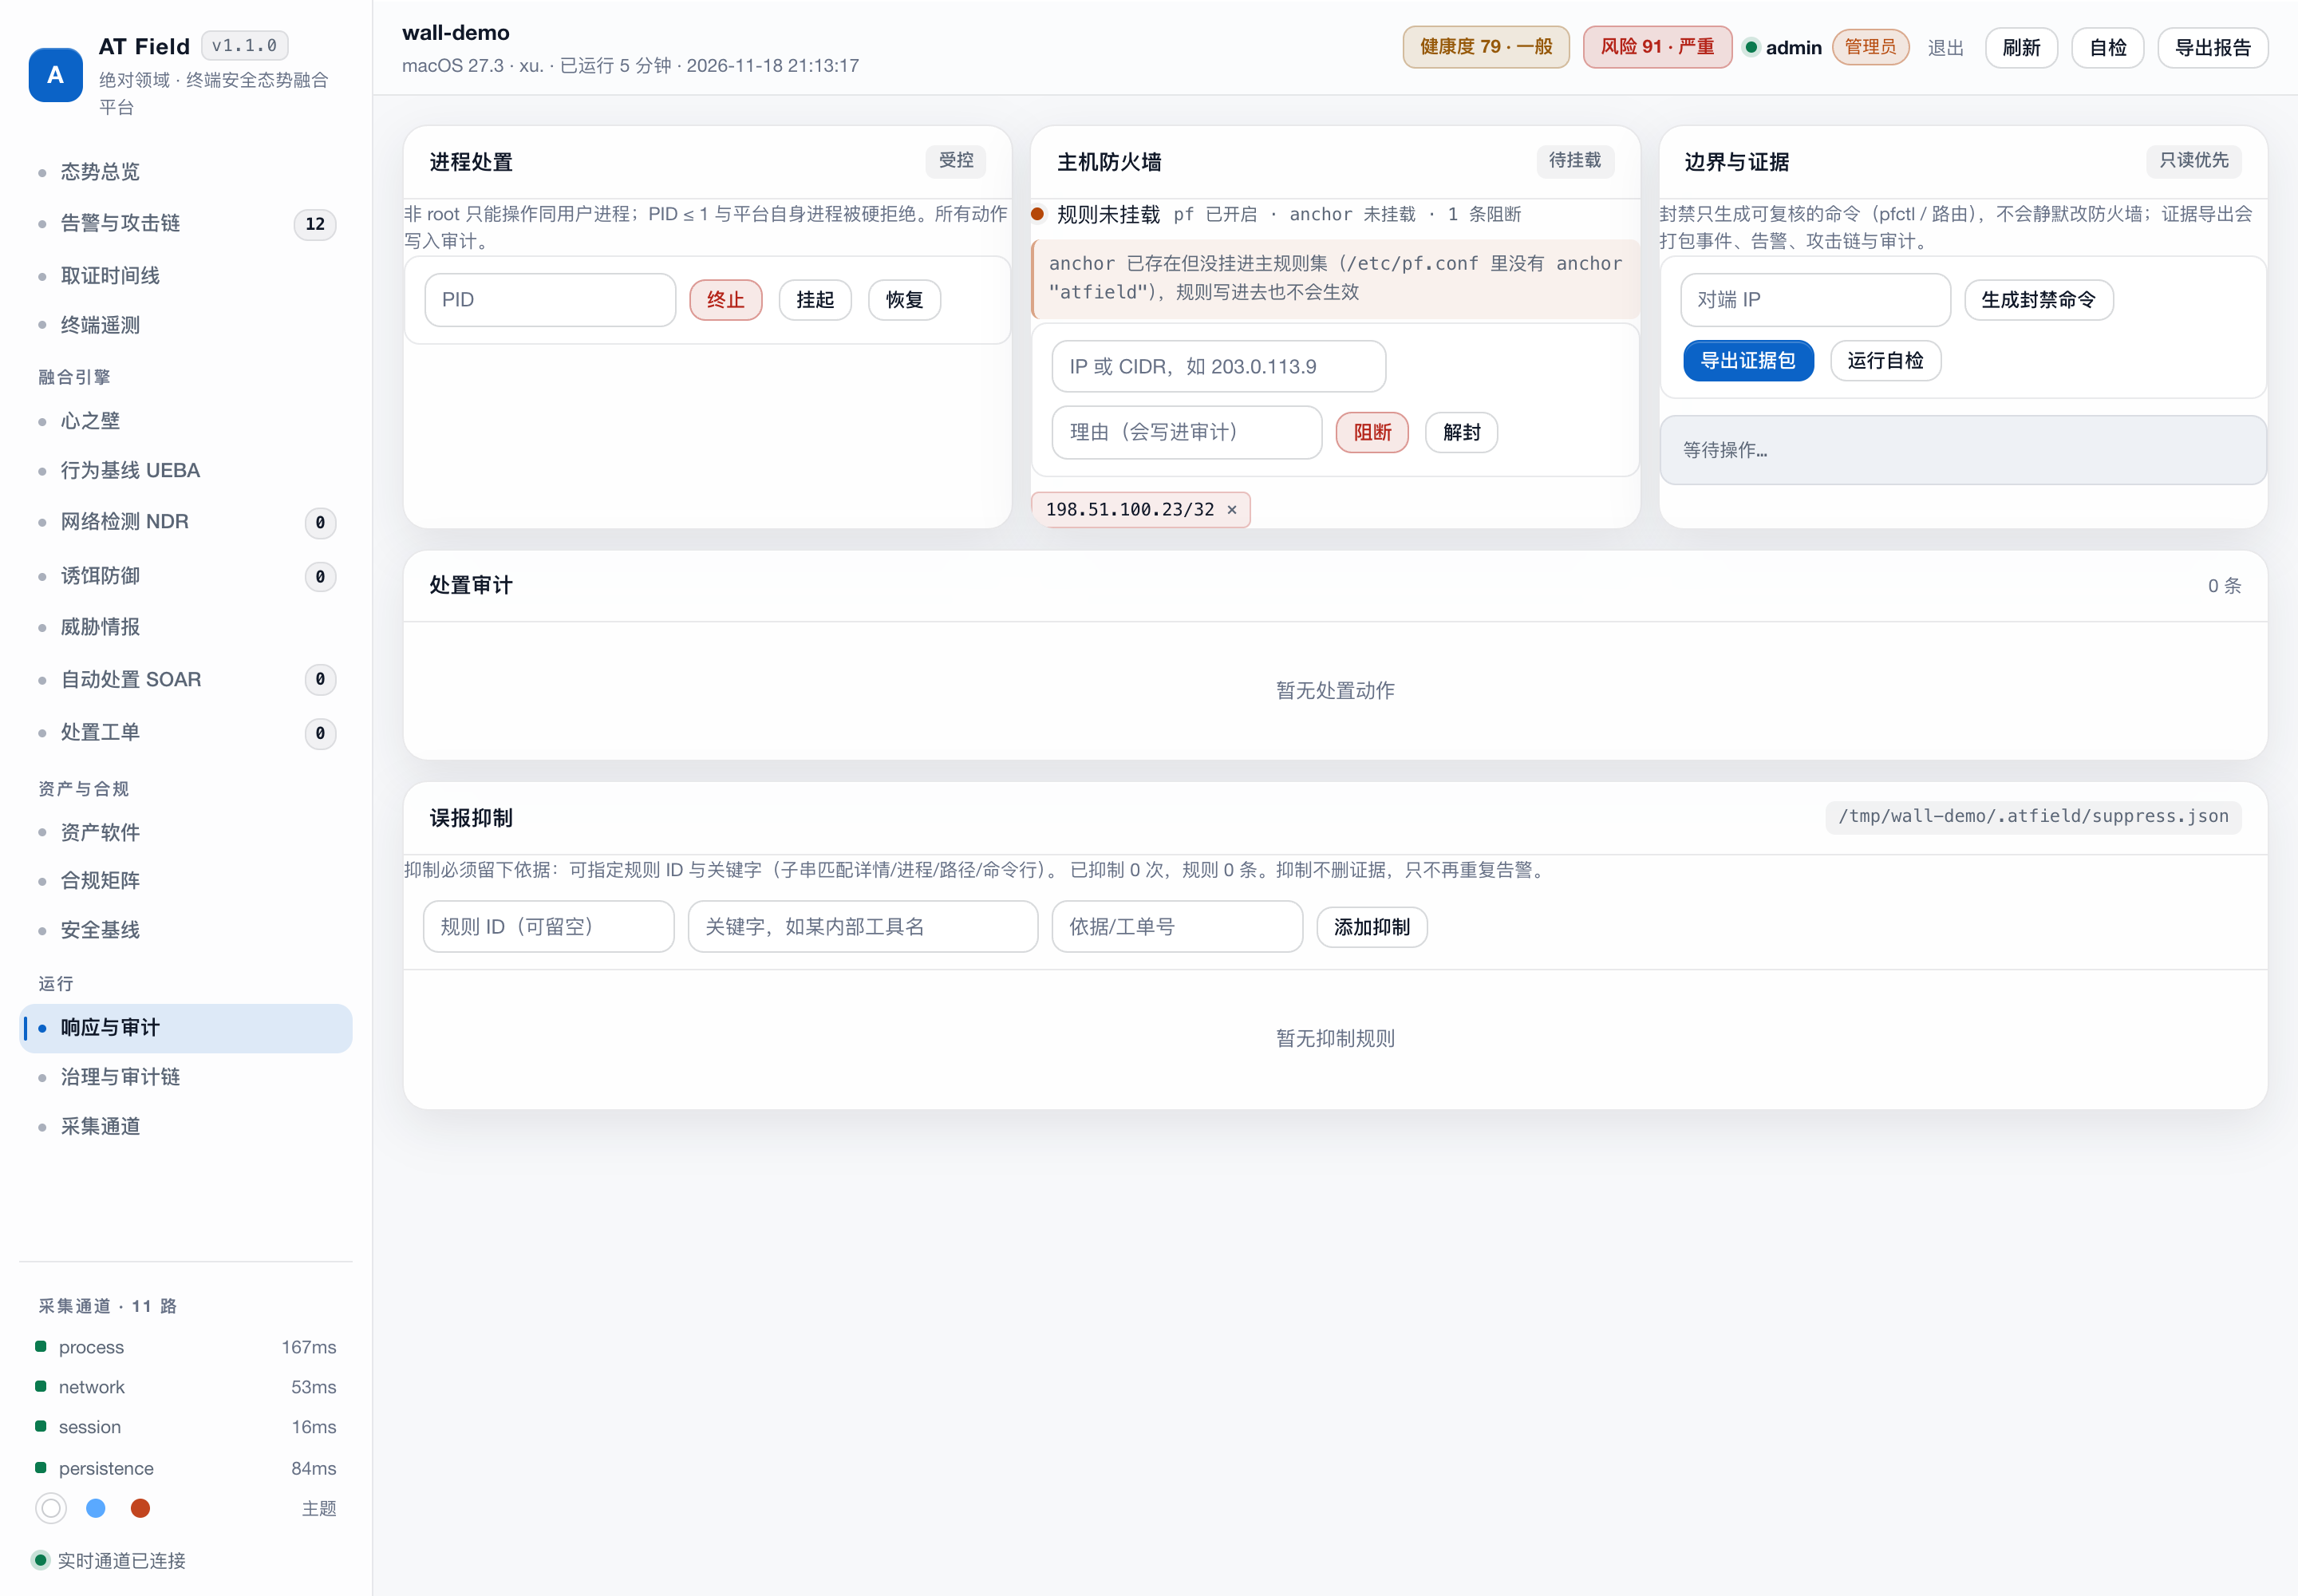 A
AT Field v1.1.0
绝对领域 · 终端安全态势融合
平台
态势总览
告警与攻击链 12
取证时间线
终端遥测
融合引擎
心之壁
行为基线 UEBA
网络检测 NDR 0
诱饵防御 0
威胁情报
自动处置 SOAR 0
处置工单 0
资产与合规
资产软件
合规矩阵
安全基线
运行
响应与审计
治理与审计链
采集通道
采集通道 · 11 路
process 167ms
network 53ms
session 16ms
persistence 84ms
主题
实时通道已连接
wall-demo
macOS 27.3 · xu. · 已运行 5 分钟 · 2026-11-18 21:13:17
健康度 79 · 一般 风险 91 · 严重 admin 管理员 退出 刷新 自检 导出报告
进程处置 受控
非 root 只能操作同用户进程；PID ≤ 1 与平台自身进程被硬拒绝。所有动作
写入审计。
PID 终止 挂起 恢复
主机防火墙 待挂载
规则未挂载 pf 已开启 · anchor 未挂载 · 1 条阻断
anchor 已存在但没挂进主规则集（/etc/pf.conf 里没有 anchor
"atfield"），规则写进去也不会生效
IP 或 CIDR，如 203.0.113.9
理由（会写进审计） 阻断 解封
198.51.100.23/32 ×
边界与证据 只读优先
封禁只生成可复核的命令（pfctl / 路由），不会静默改防火墙；证据导出会
打包事件、告警、攻击链与审计。
对端 IP 生成封禁命令
导出证据包 运行自检
等待操作…
处置审计 0 条
暂无处置动作
误报抑制 /tmp/wall-demo/.atfield/suppress.json
抑制必须留下依据：可指定规则 ID 与关键字（子串匹配详情/进程/路径/命令行）。 已抑制 0 次，规则 0 条。抑制不删证据，只不再重复告警。
规则 ID（可留空） 关键字，如某内部工具名 依据/工单号 添加抑制
暂无抑制规则